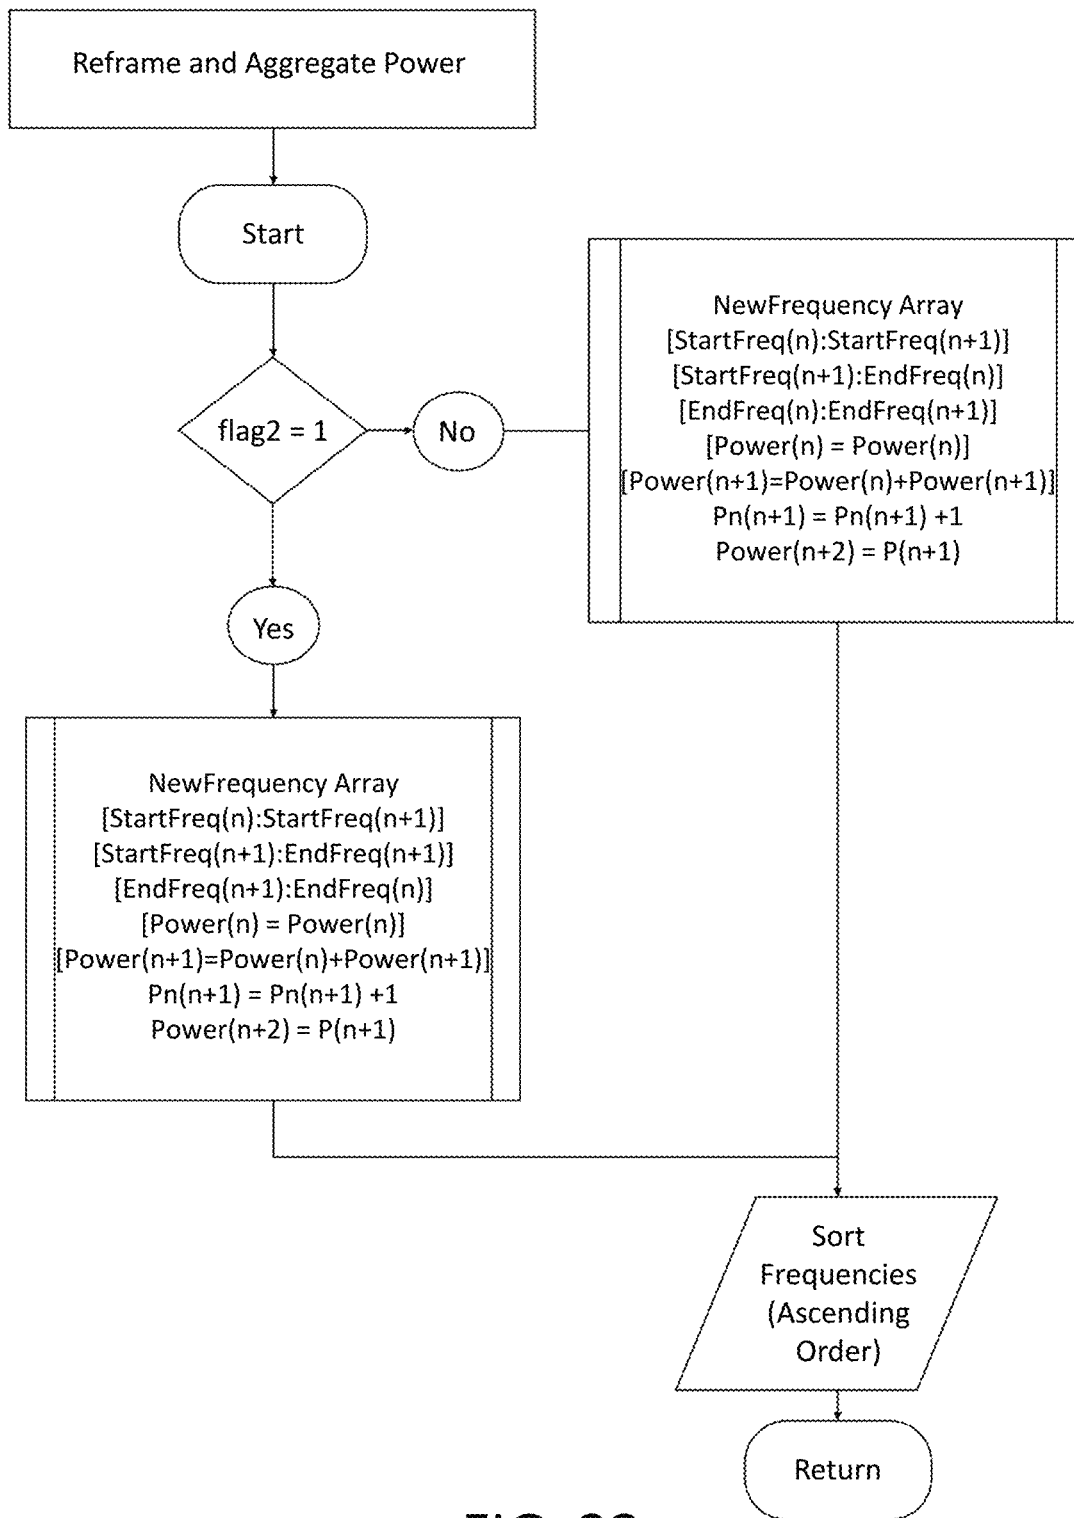 Reframe and Aggregate Power
Start
flag2 = 1
No
NewFrequency Array
[StartFreq(n):StartFreq(n+1)]
[StartFreq(n+1):EndFreq(n)]
[EndFreq(n):EndFreq(n+1)]
[Power(n) = Power(n)]
[Power(n+1)=Power(n)+Power(n+1)]
Pn(n+1) = Pn(n+1) +1
Power(n+2) = P(n+1)
Yes
NewFrequency Array
[StartFreq(n):StartFreq(n+1)]
[StartFreq(n+1):EndFreq(n+1)]
[EndFreq(n+1):EndFreq(n)]
[Power(n) = Power(n)]
[Power(n+1)=Power(n)+Power(n+1)]
Pn(n+1) = Pn(n+1) +1
Power(n+2) = P(n+1)
Sort
Frequencies
(Ascending
Order)
Return